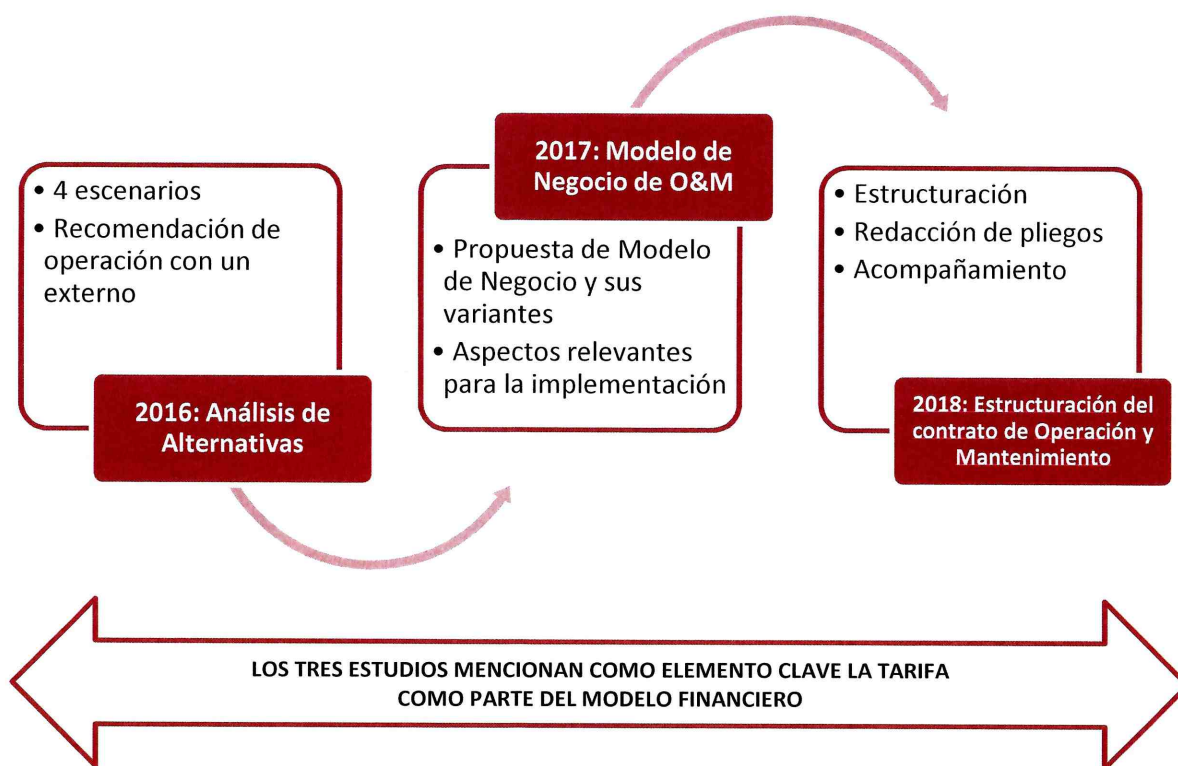 • 4 escenarios
• Recomendación de
operación con un
externo
2016: Análisis de
Alternativas
2017: Modelo de
Negocio de O&M
• Propuesta de Modelo
de Negocio y sus
variantes
• Aspectos relevantes
para la implementación
• Estructuración
• Redacción de pliegos
• Acompañamiento
2018: Estructuración del
contrato de Operación y
Mantenimiento
LOS TRES ESTUDIOS MENCIONAN COMO ELEMENTO CLAVE LA TARIFA
COMO PARTE DEL MODELO FINANCIERO